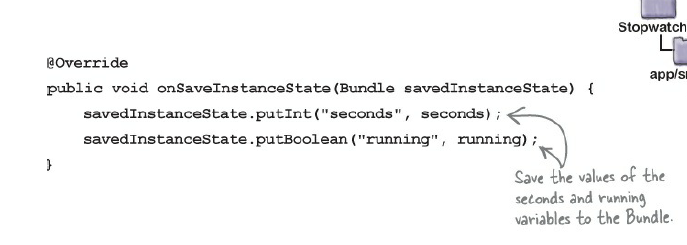 Stopwatch
app/s
@Override
public void onSaveInstanceState(Bundle savedInstanceState) {
savedInstanceState.putInt("seconds", seconds);
savedInstanceState.putBoolean("running", running);
}
Save the values of the
seconds and running
variables to the Bundle.